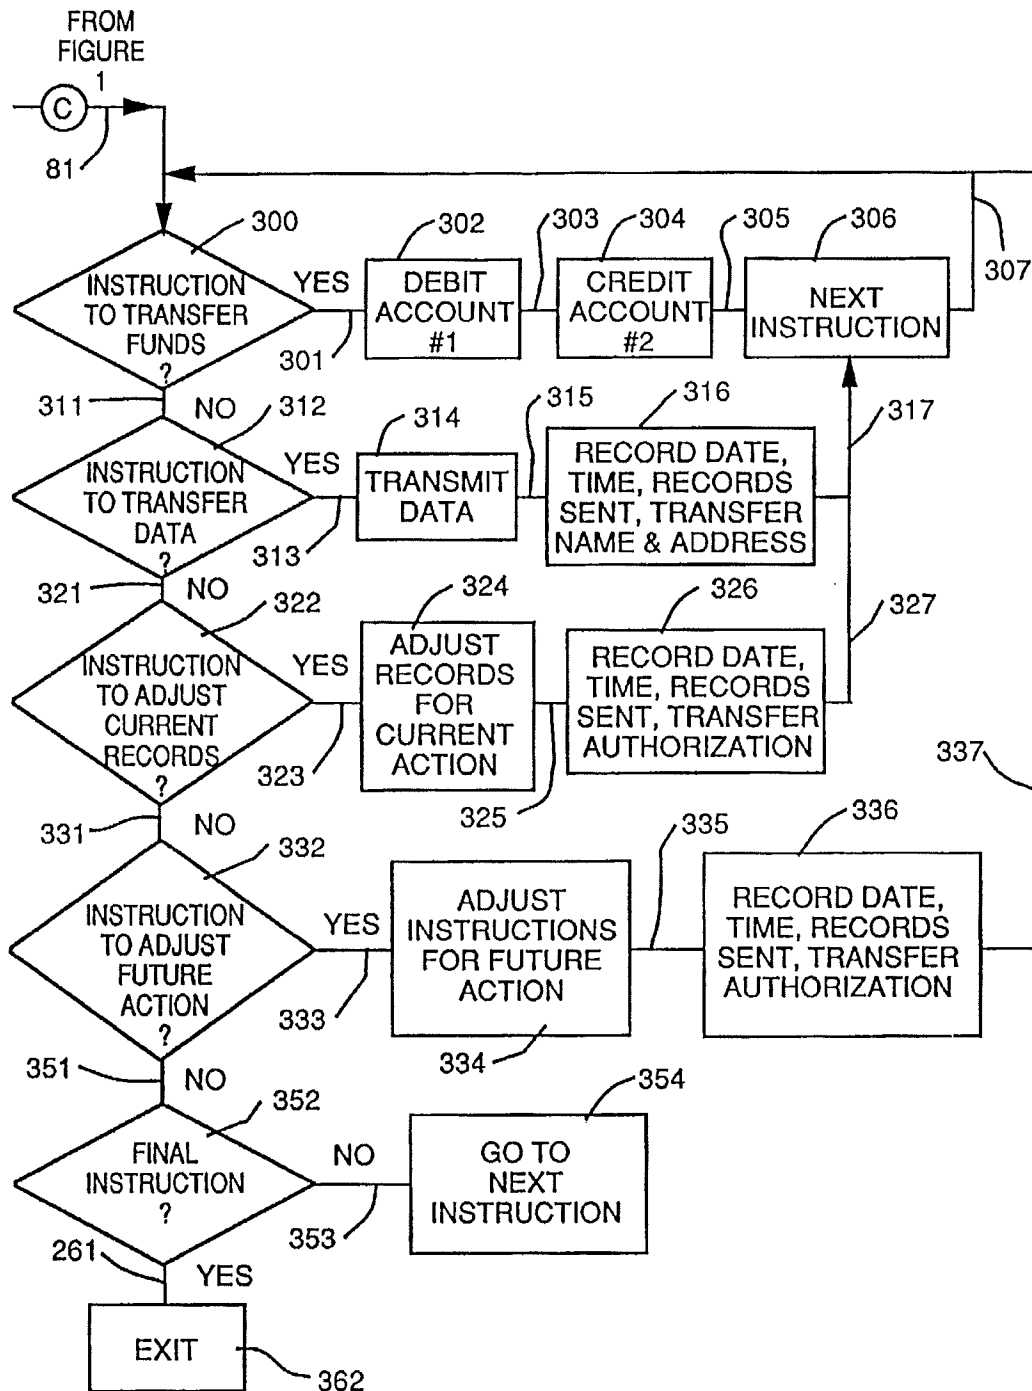 FROM
FIGURE
1
C
81
300
INSTRUCTION
TO TRANSFER
FUNDS
?
YES
301
302
DEBIT
ACCOUNT
#1
303
304
CREDIT
ACCOUNT
#2
305
306
NEXT
INSTRUCTION
307
311
NO
312
INSTRUCTION
TO TRANSFER
DATA
?
YES
313
314
TRANSMIT
DATA
315
316
RECORD DATE,
TIME, RECORDS
SENT, TRANSFER
NAME & ADDRESS
317
321
NO
322
INSTRUCTION
TO ADJUST
CURRENT
RECORDS
?
YES
323
324
ADJUST
RECORDS
FOR
CURRENT
ACTION
325
326
RECORD DATE,
TIME, RECORDS
SENT, TRANSFER
AUTHORIZATION
327
331
NO
332
INSTRUCTION
TO ADJUST
FUTURE
ACTION
?
YES
333
ADJUST
INSTRUCTIONS
FOR FUTURE
ACTION
334
335
336
RECORD DATE,
TIME, RECORDS
SENT, TRANSFER
AUTHORIZATION
337
351
NO
352
FINAL
INSTRUCTION
?
NO
353
354
GO TO
NEXT
INSTRUCTION
261
YES
EXIT
362